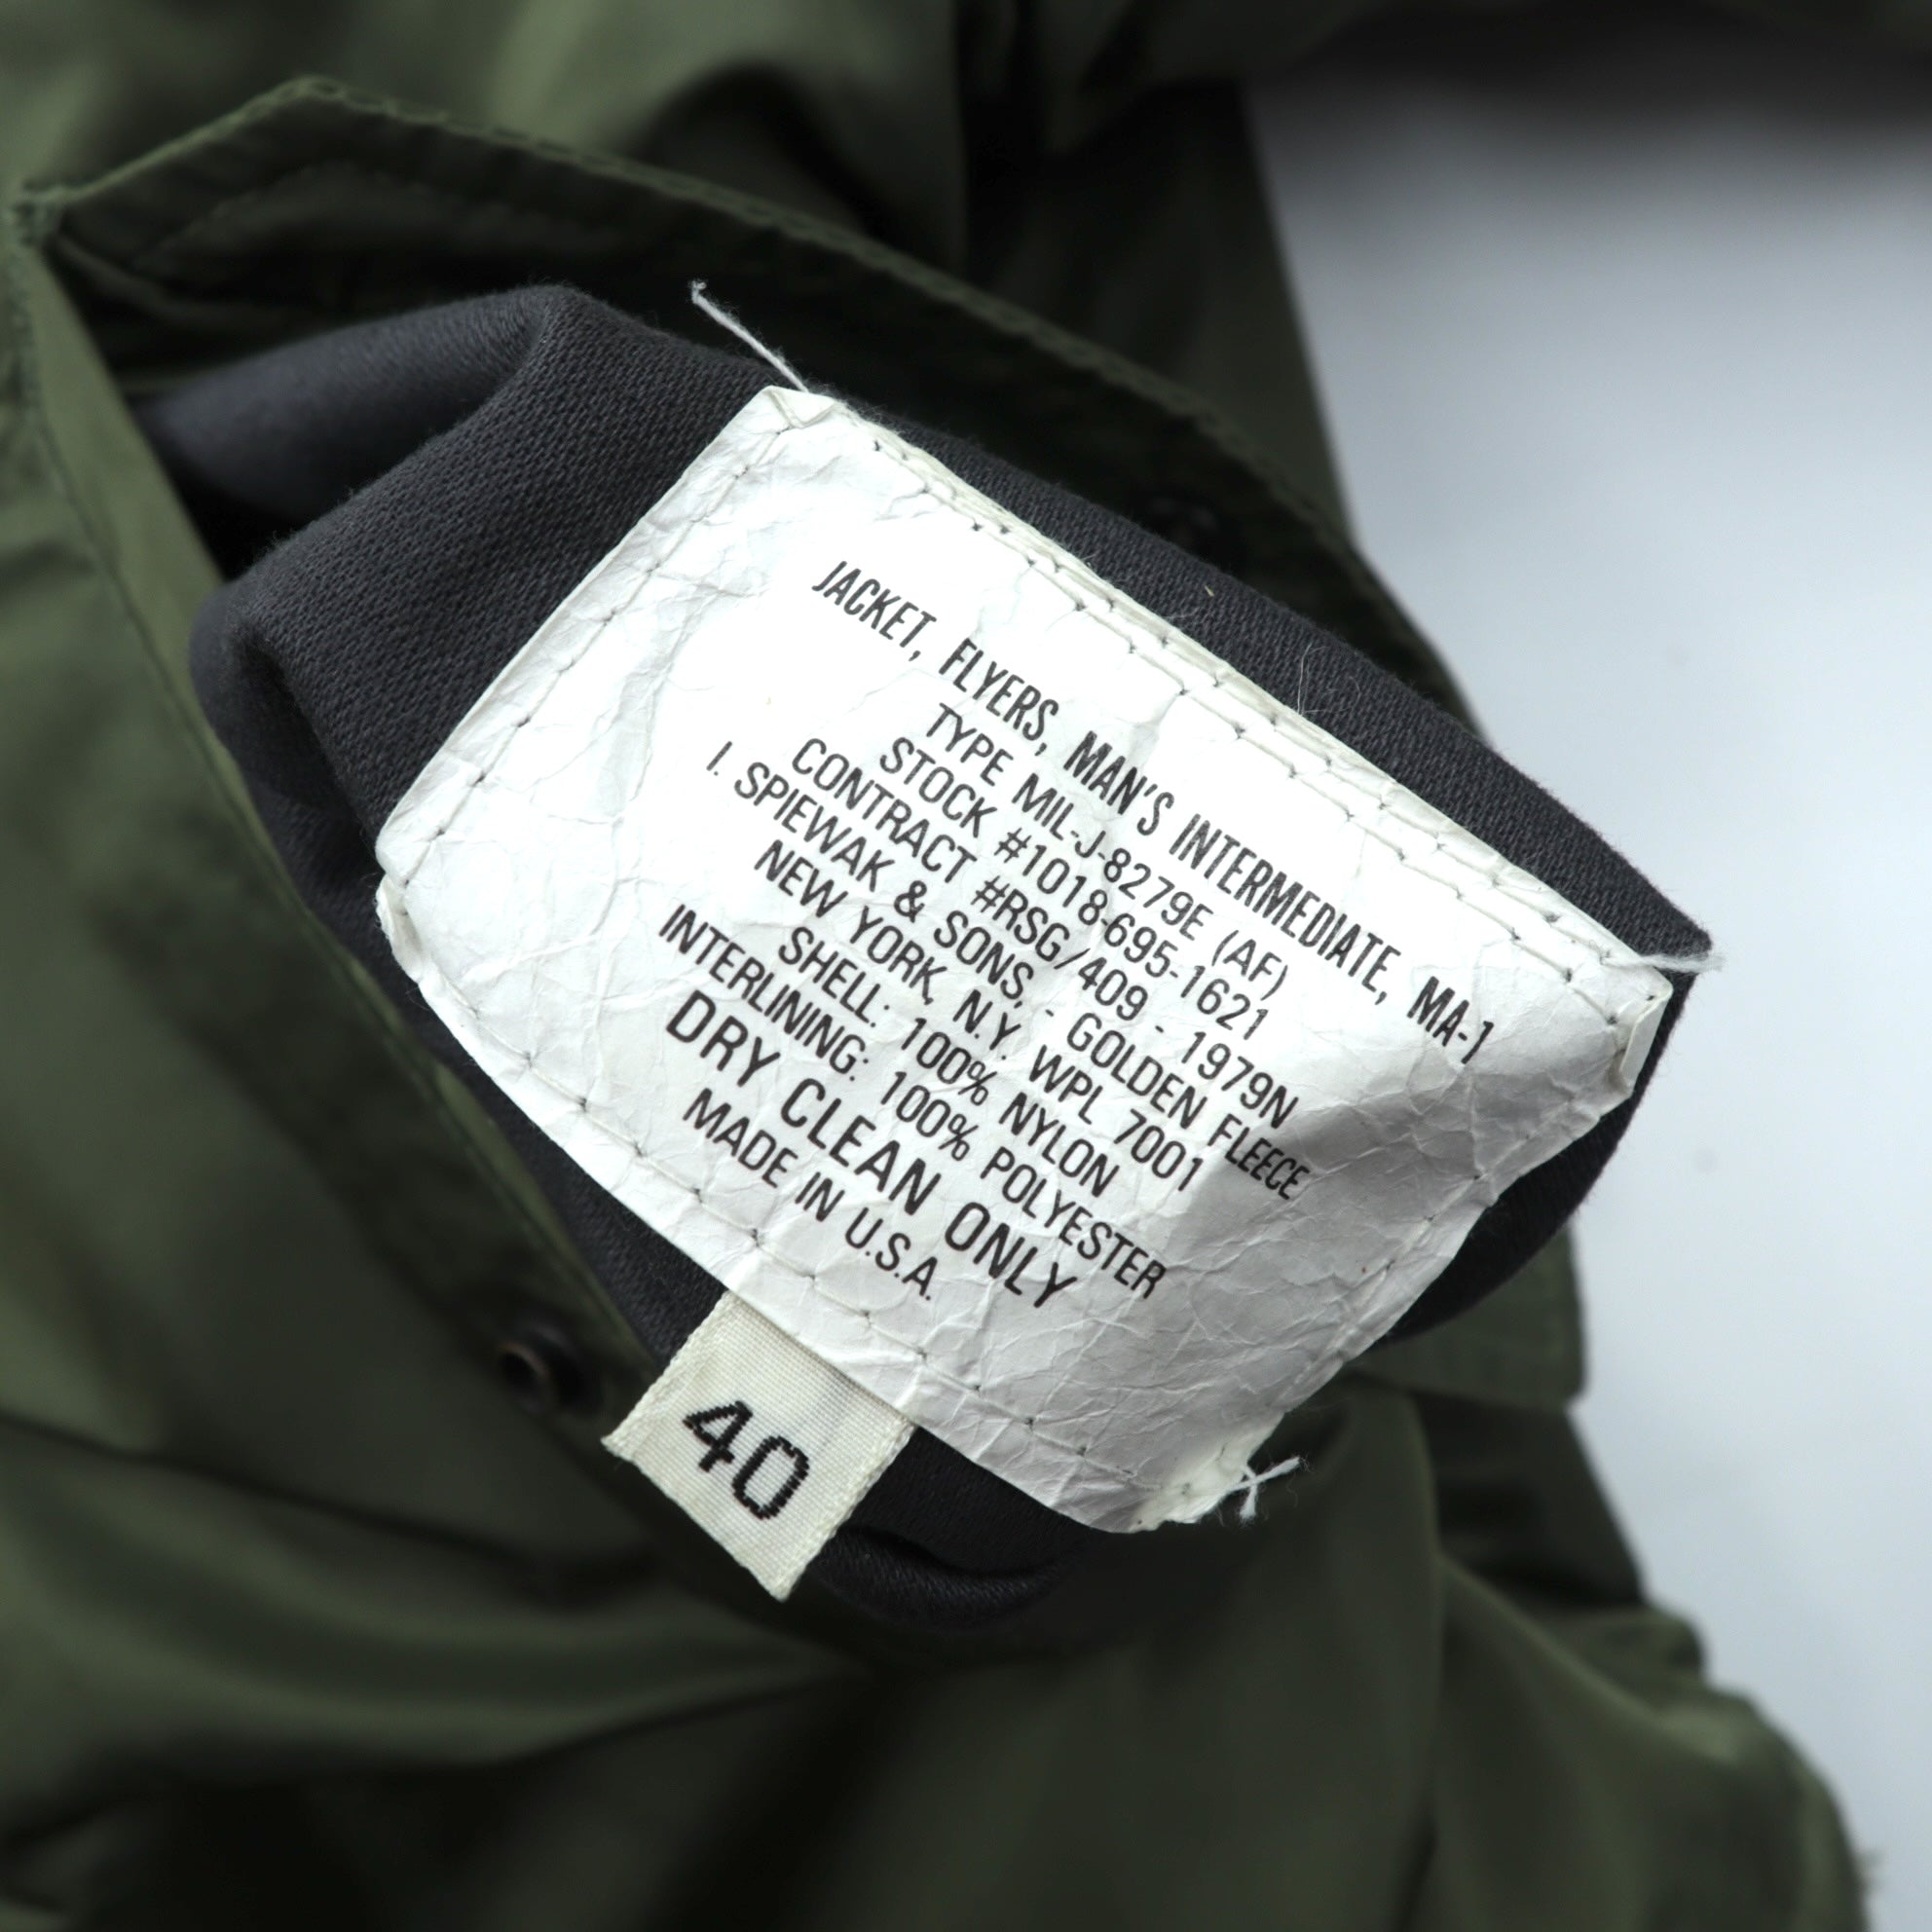 JACKET, FLYERS, MAN'S INTERMEDIATE, MA-1
TYPE MIL-J-8279E (AF)
STOCK #1018-695-1621
CONTRACT #RSG/409 - 1979N
I. SPIEWAK & SONS, - GOLDEN FLEECE
NEW YORK, N.Y. WPL 7001
SHELL: 100% NYLON
INTERLINING: 100% POLYESTER
DRY CLEAN ONLY
MADE IN U.S.A.
40